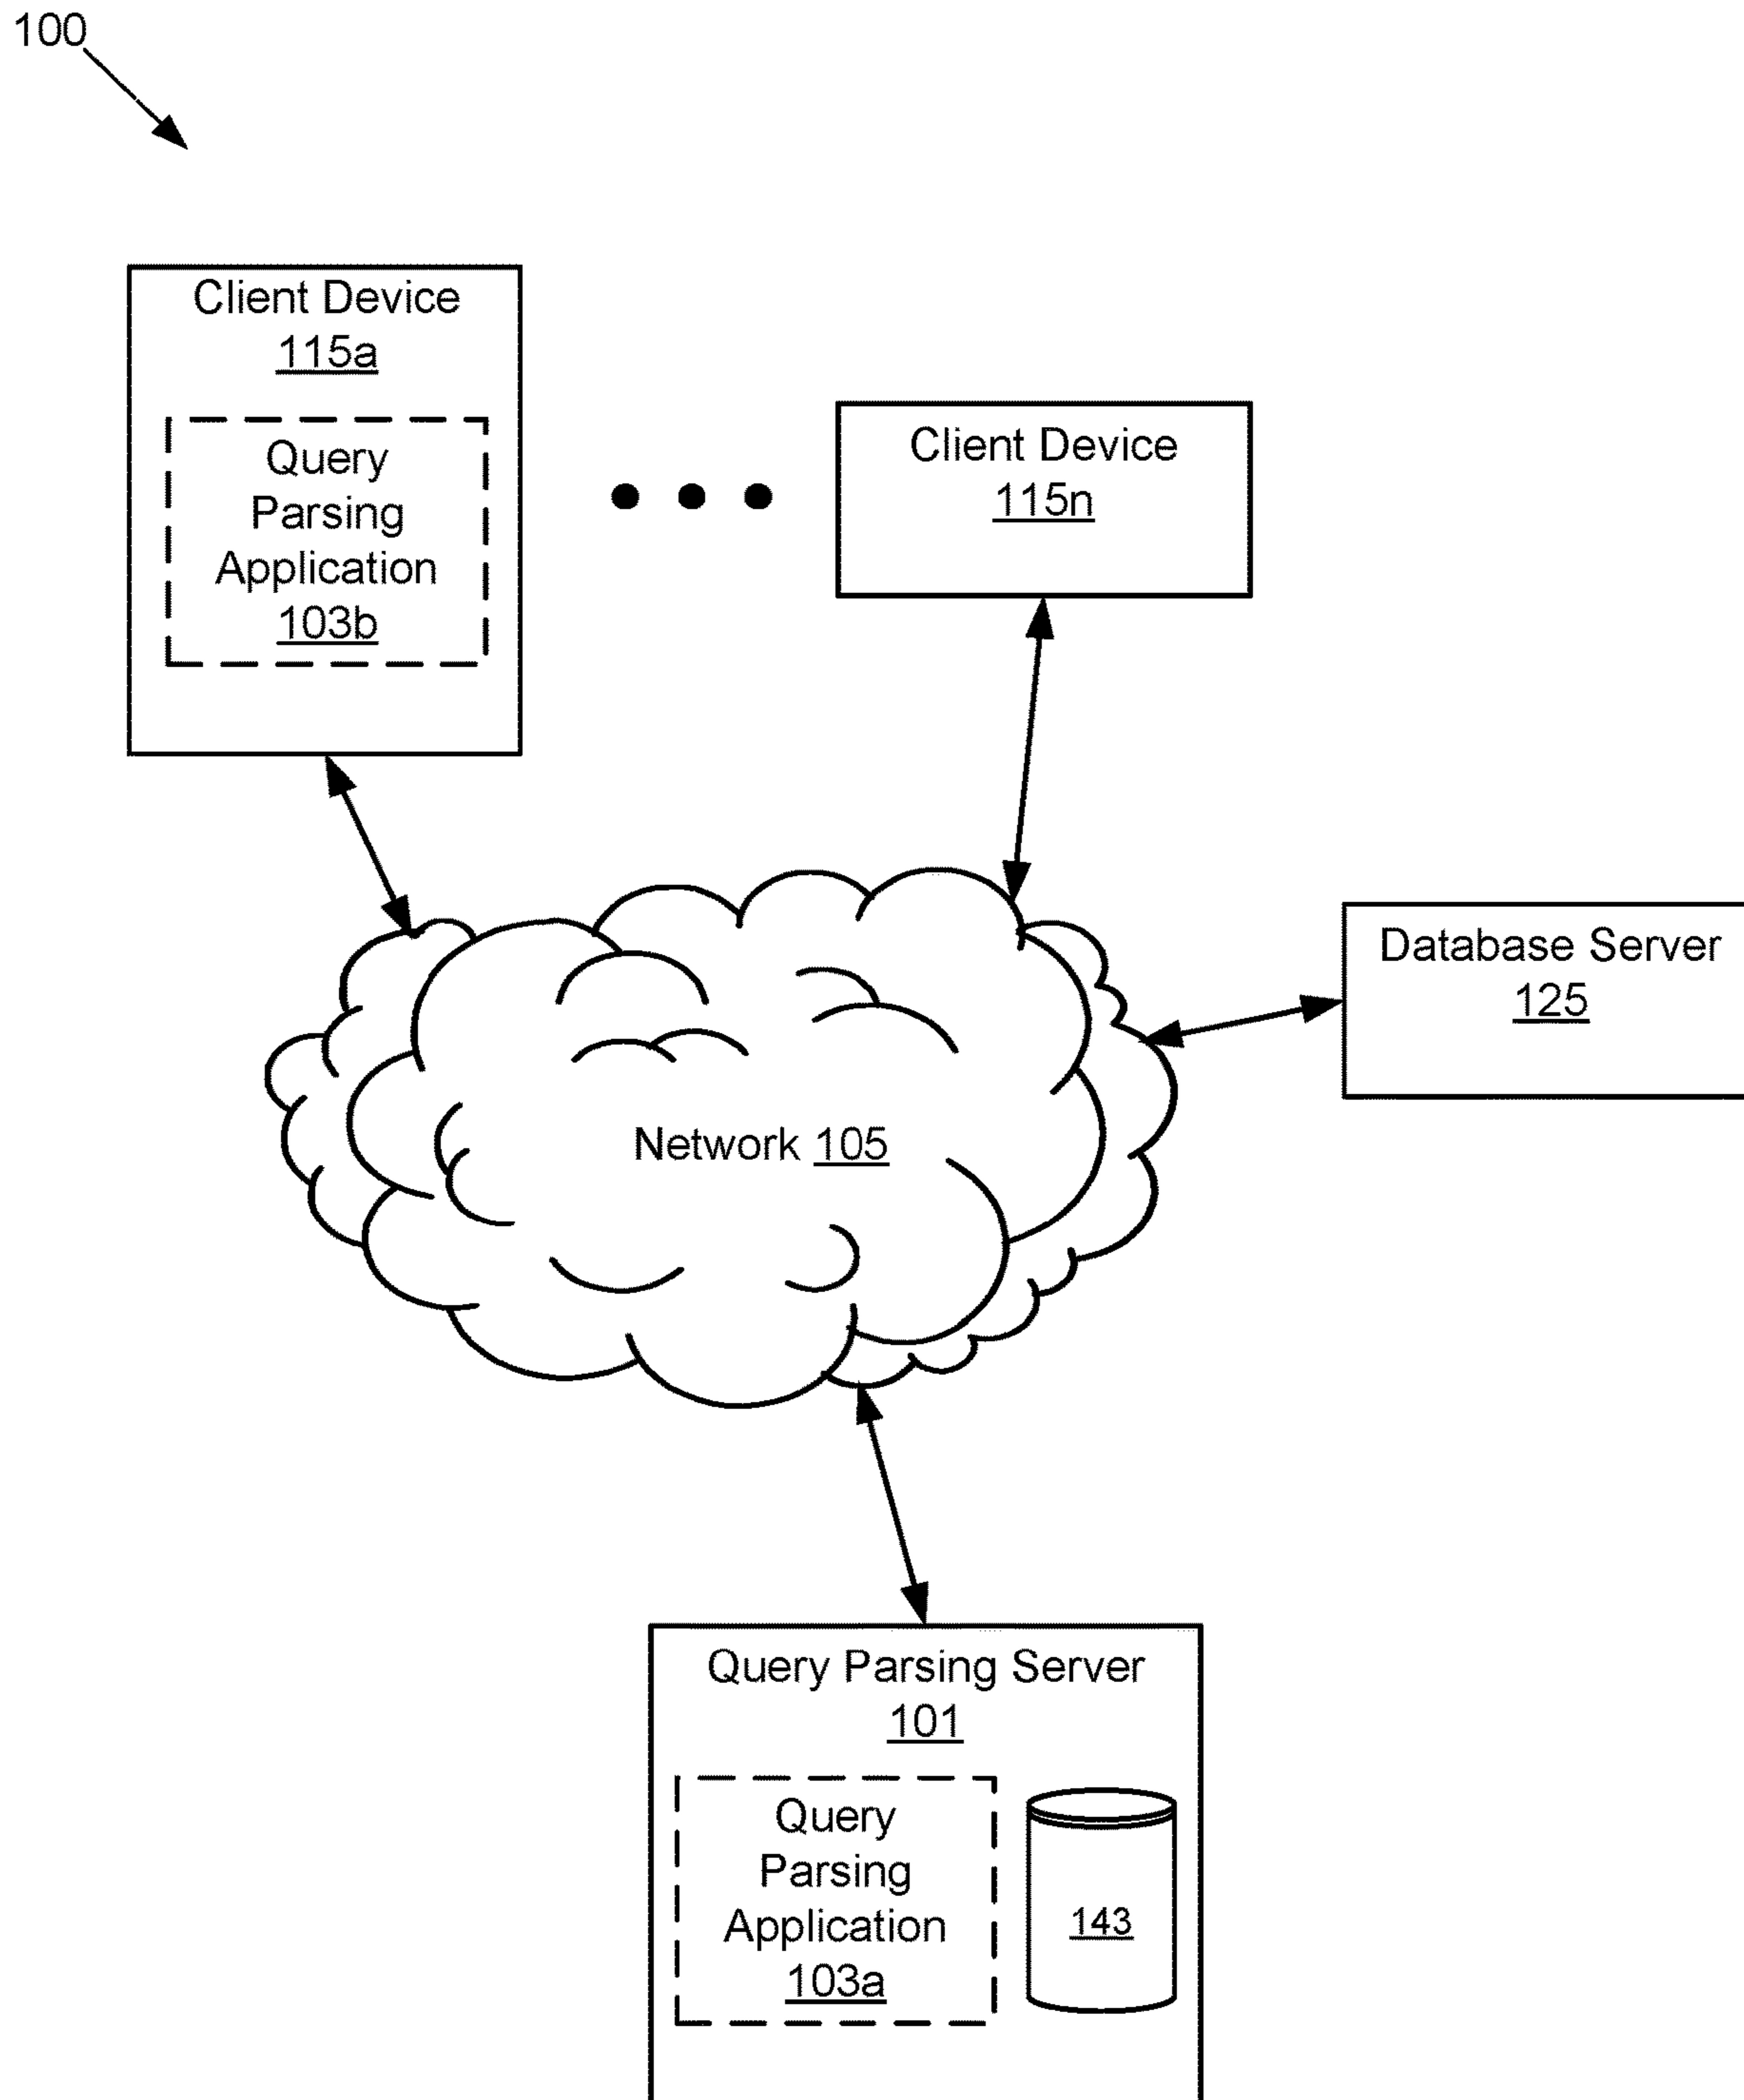 100
Client Device
115a
Query
Parsing
Application
103b
Client Device
115n
Database Server
125
Network 105
Query Parsing Server
101
Query
Parsing
Application
103a
143